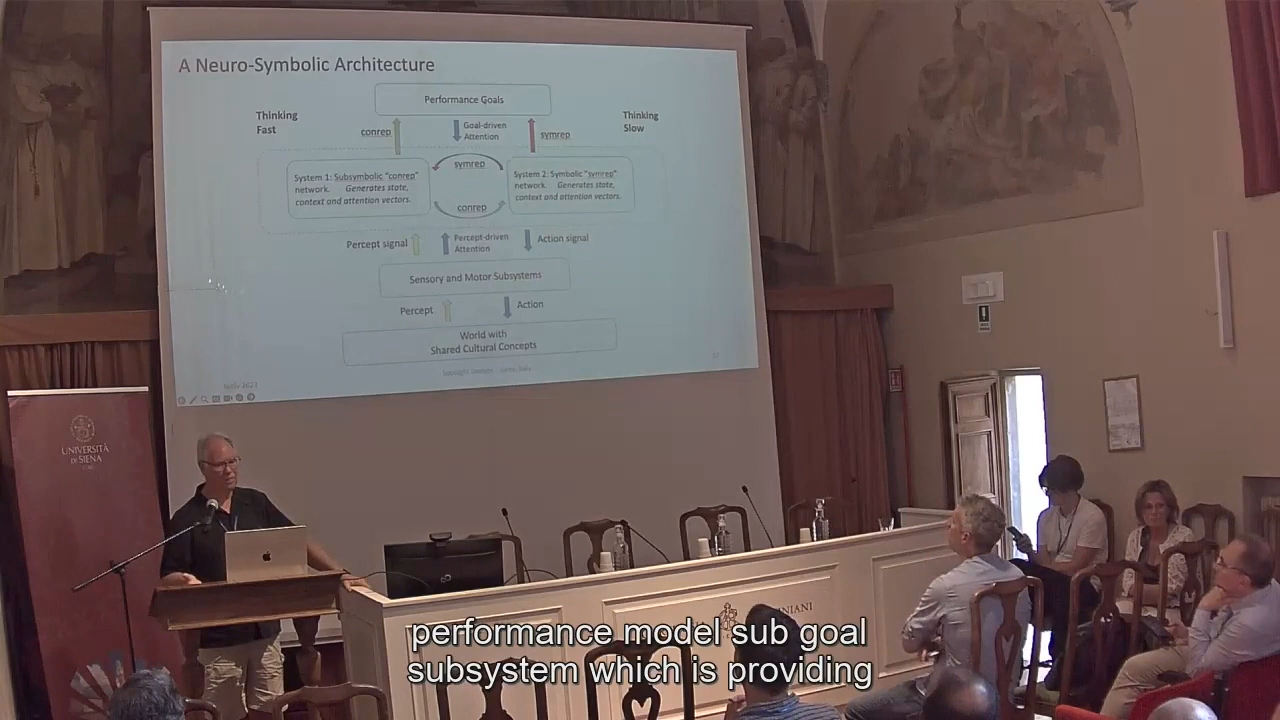 A Neuro-Symbolic Architecture
Performance Goals
Thinking
Fast
Thinking
Slow
conrep
Goal-driven
Attention
symrep
symrep
System 1: Subsymbolic "conrep"
network. Generates state,
context and attention vectors.
System 2: Symbolic "symrep"
network. Generates state,
context and attention vectors.
conrep
Percept signal
Percept-driven
Attention
Action signal
Sensory and Motor Subsystems
Percept
Action
World with
Shared Cultural Concepts
UNIVERSITÀ
DI SIENA
1240
performance model sub goal
subsystem which is providing